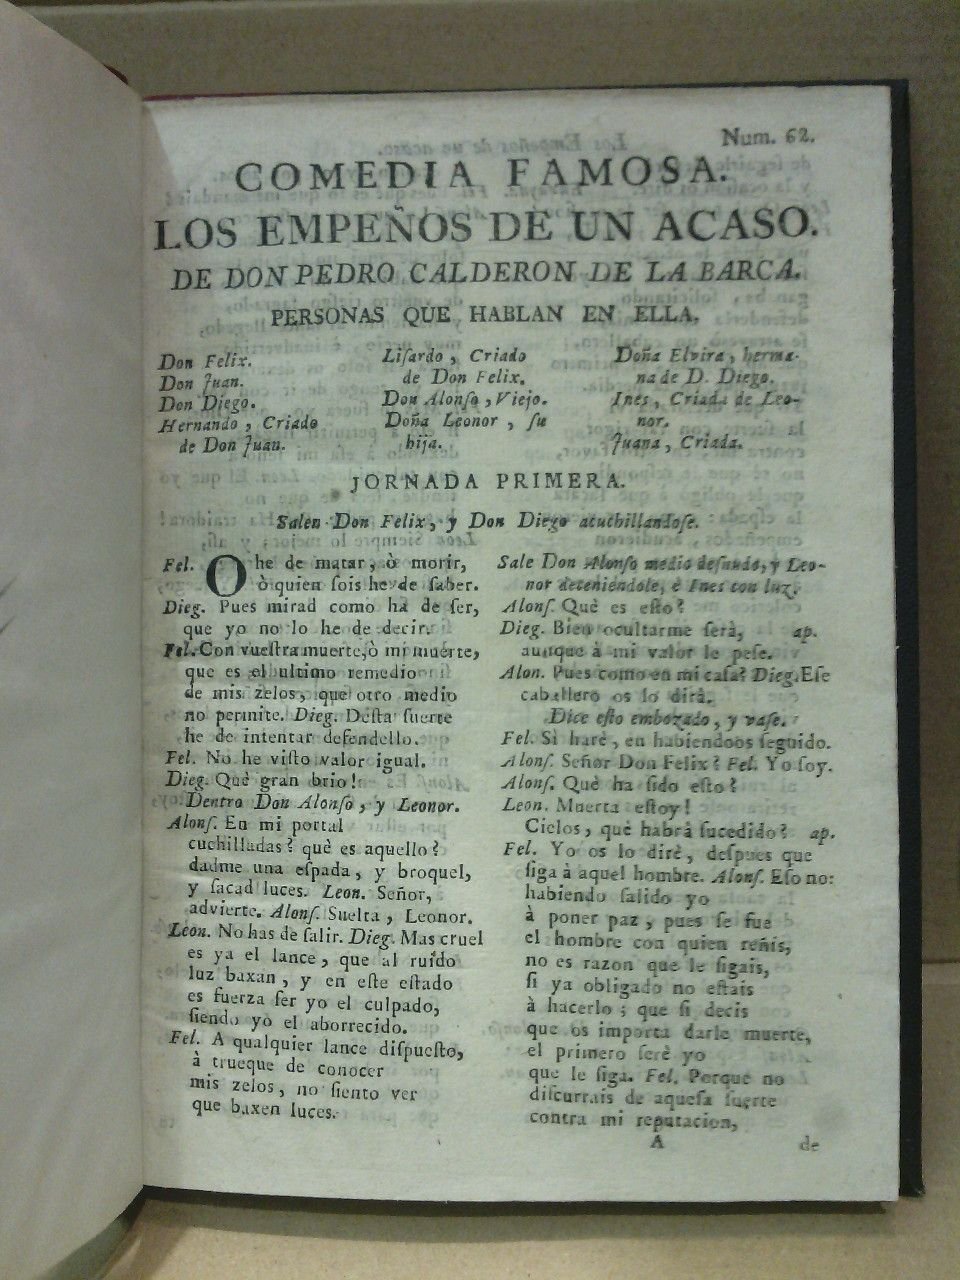 Num. 62.
COMEDIA FAMOSA.
LOS EMPEÑOS DE UN ACASO.
DE DON PEDRO CALDERON DE LA BARCA.
PERSONAS QUE HABLAN EN ELLA.
Don Felix.
Don Juan.
Don Diego.
Hernando, Criado
de Don Juan.
Liſardo, Criado
de Don Felix.
Don Alonſo, Viejo.
Doña Leonor, ſu
hija.
Doña Elvira, herma-
na de D. Diego.
Ines, Criada de Leo-
nor.
Juana, Criada.
JORNADA PRIMERA.
Salen Don Felix, y Don Diego acuchillandoſe.
Fel. Ohe de matar, ò morir,
ò quien ſois he de ſaber.
Dieg. Pues mirad como ha de ſer,
que yo no lo he de decir.
Fel. Con vueſtra muerte, ò mi muerte,
que es el ultimo remedio
de mis zelos, que otro medio
no permite. Dieg. Deſta ſuerte
he de intentar defendello.
Fel. No he viſto valor igual.
Dieg. Què gran brio!
Dentro Don Alonſo, y Leonor.
Alonſ. En mi portal
cuchilladas? què es aquello?
dadme una eſpada, y broquel,
y ſacad luces. Leon. Señor,
advierte. Alonſ. Suelta, Leonor.
Leon. No has de ſalir. Dieg. Mas cruel
es ya el lance, que al ruido
luz baxan, y en eſte eſtado
es fuerza ſer yo el culpado,
ſiendo yo el aborrecido.
Fel. A qualquier lance diſpueſto,
à trueque de conocer
mis zelos, no ſiento ver
que baxen luces.
Sale Don Alonſo medio deſnudo, y Leo-
nor deteniéndole, è Ines con luz.
Alonſ. Què es eſto?
Dieg. Bien ocultarme ſerà, ap.
aunque à mi valor le peſe.
Alon. Pues como en mi caſa? Dieg. Eſe
caballero os lo dirà.
Dice eſto embozado, y vaſe.
Fel. Sì harè, en habiendoos ſeguido.
Alonſ. Señor Don Felix? Fel. Yo ſoy.
Alonſ. Què ha ſido eſto?
Leon. Muerta eſtoy!
Cielos, què habrà ſucedido? ap.
Fel. Yo os lo dirè, deſpues que
ſiga à aquel hombre. Alonſ. Eſo no:
habiendo ſalido yo
à poner paz, pues ſe fue
el hombre con quien reñis,
no es razon que le ſigais,
ſi ya obligado no eſtais
à hacerlo; que ſi decis
que os importa darle muerte,
el primero ſerè yo
que le ſiga. Fel. Porque no
diſcurrais de aqueſa ſuerte
contra mi reputacion,
A de